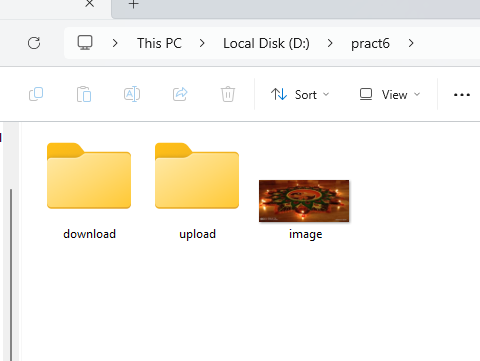 This PC > Local Disk (D:) > pract6 >
Sort View
download upload image